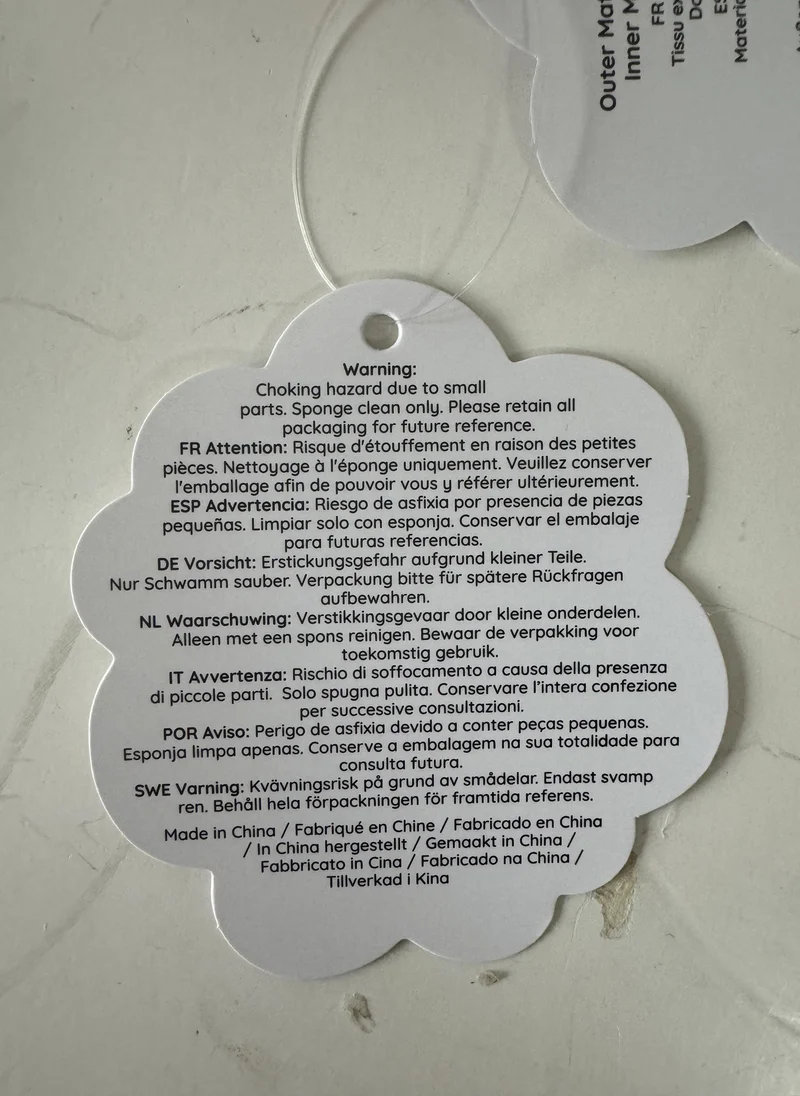 Outer Mat
Inner M
FR
Tissu ex
Do
ES
Materia
Warning:
Choking hazard due to small
parts. Sponge clean only. Please retain all
packaging for future reference.
FR Attention: Risque d'étouffement en raison des petites
pièces. Nettoyage à l'éponge uniquement. Veuillez conserver
l'emballage afin de pouvoir vous y référer ultérieurement.
ESP Advertencia: Riesgo de asfixia por presencia de piezas
pequeñas. Limpiar solo con esponja. Conservar el embalaje
para futuras referencias.
DE Vorsicht: Erstickungsgefahr aufgrund kleiner Teile.
Nur Schwamm sauber. Verpackung bitte für spätere Rückfragen
aufbewahren.
NL Waarschuwing: Verstikkingsgevaar door kleine onderdelen.
Alleen met een spons reinigen. Bewaar de verpakking voor
toekomstig gebruik.
IT Avvertenza: Rischio di soffocamento a causa della presenza
di piccole parti. Solo spugna pulita. Conservare l'intera confezione
per successive consultazioni.
POR Aviso: Perigo de asfixia devido a conter peças pequenas.
Esponja limpa apenas. Conserve a embalagem na sua totalidade para
consulta futura.
SWE Varning: Kvävningsrisk på grund av smådelar. Endast svamp
ren. Behåll hela förpackningen för framtida referens.
Made in China / Fabriqué en Chine / Fabricado en China
/ In China hergestellt / Gemaakt in China /
Fabbricato in Cina / Fabricado na China /
Tillverkad i Kina